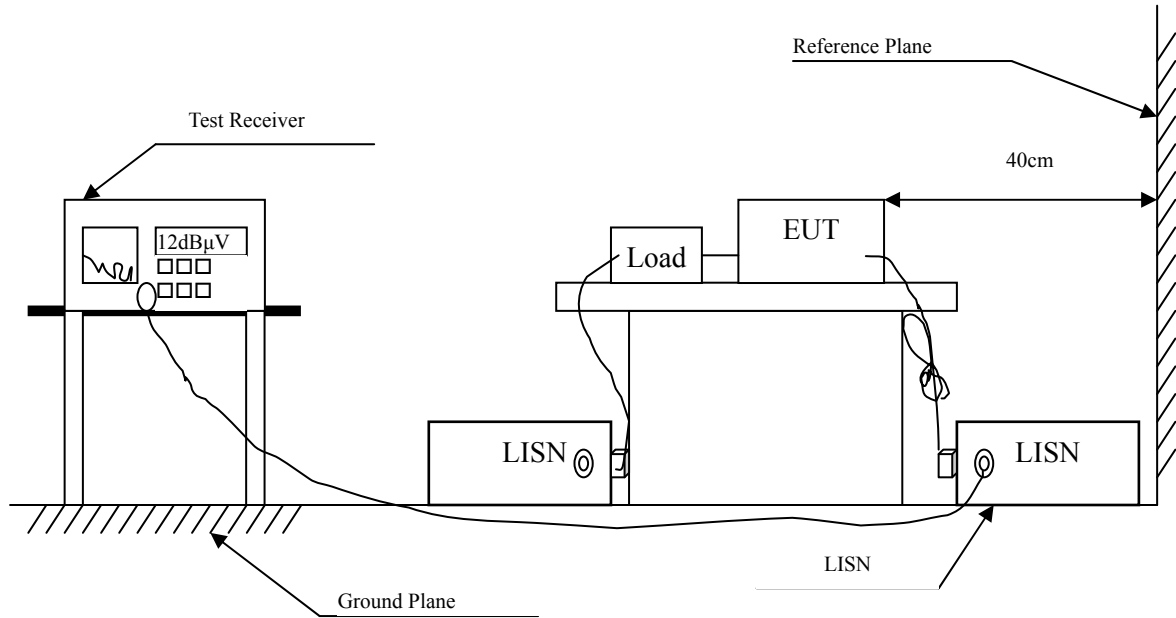 Reference Plane
Test Receiver
40cm
12dBμV
EUT
Load
LISN
LISN
LISN
Ground Plane